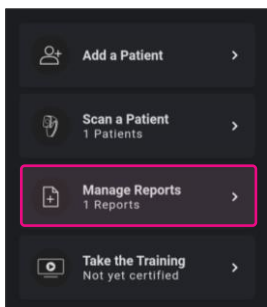 Add a Patient
Scan a Patient
1 Patients
Manage Reports
1 Reports
Take the Training
Not yet certified